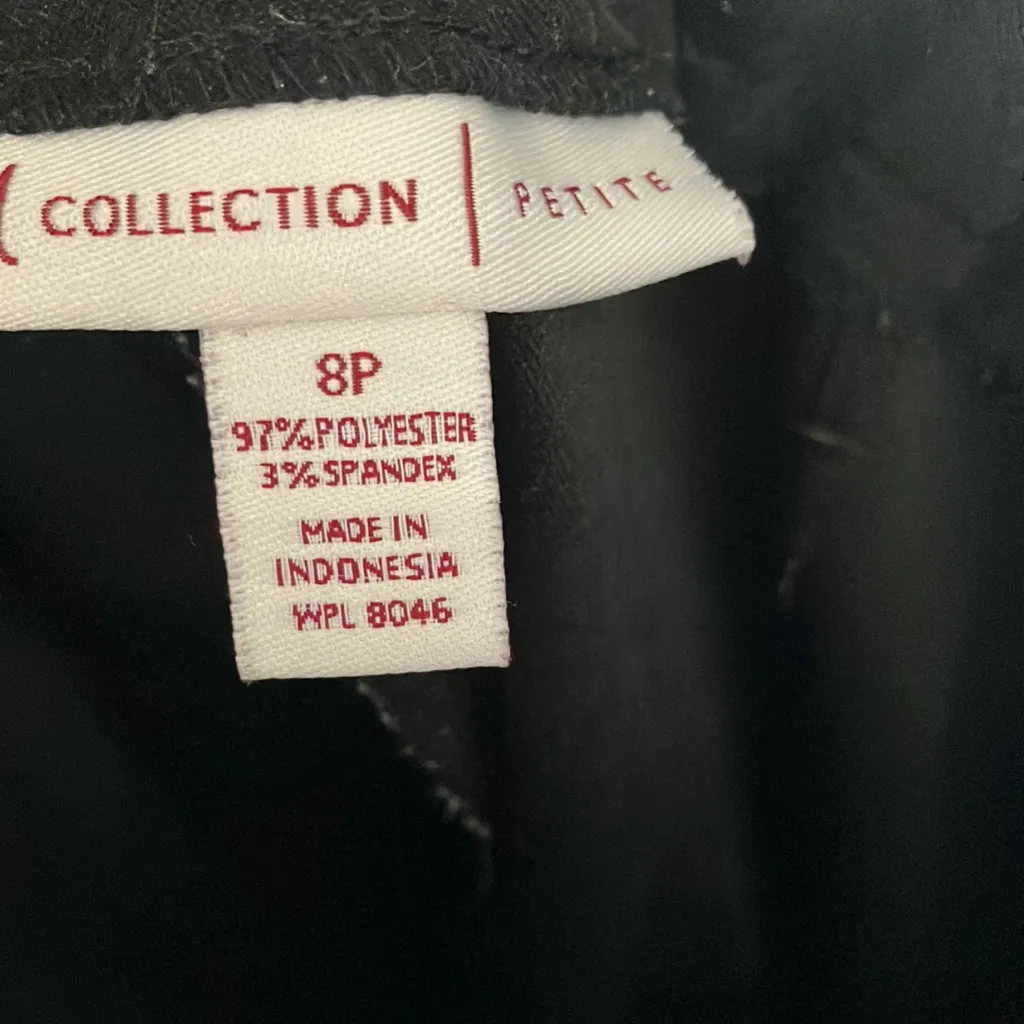 COLLECTION | PETITE
8P
97% POLYESTER
3% SPANDEX
MADE IN
INDONESIA
WPL 8046